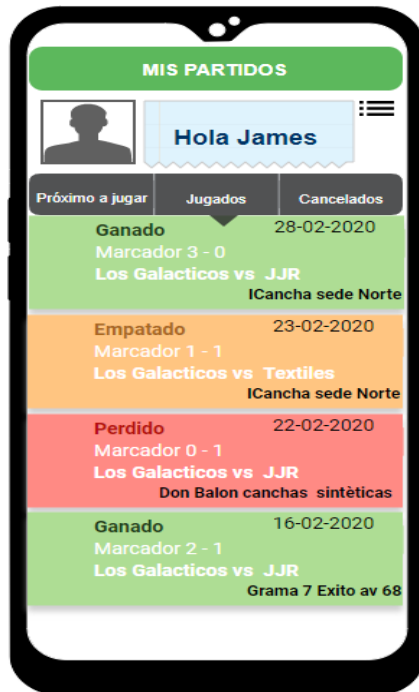 MIS PARTIDOS
Hola James
Próximo a jugar Jugados Cancelados
Ganado 28-02-2020
Marcador 3 - 0
Los Galacticos vs JJR
ICancha sede Norte
Empatado 23-02-2020
Marcador 1 - 1
Los Galacticos vs Textiles
ICancha sede Norte
Perdido 22-02-2020
Marcador 0 - 1
Los Galacticos vs JJR
Don Balon canchas sintèticas
Ganado 16-02-2020
Marcador 2 - 1
Los Galacticos vs JJR
Grama 7 Exito av 68